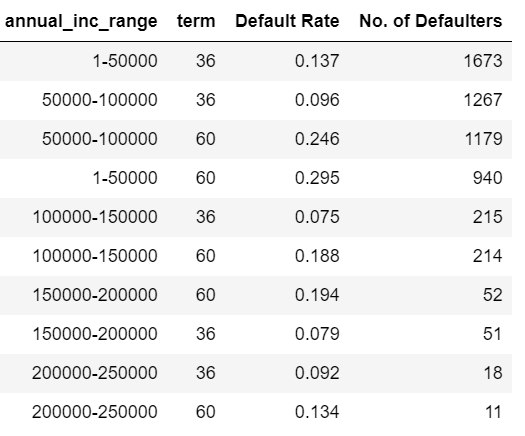 annual_inc_range term Default Rate No. of Defaulters
1-50000 36 0.137 1673
50000-100000 36 0.096 1267
50000-100000 60 0.246 1179
1-50000 60 0.295 940
100000-150000 36 0.075 215
100000-150000 60 0.188 214
150000-200000 60 0.194 52
150000-200000 36 0.079 51
200000-250000 36 0.092 18
200000-250000 60 0.134 11